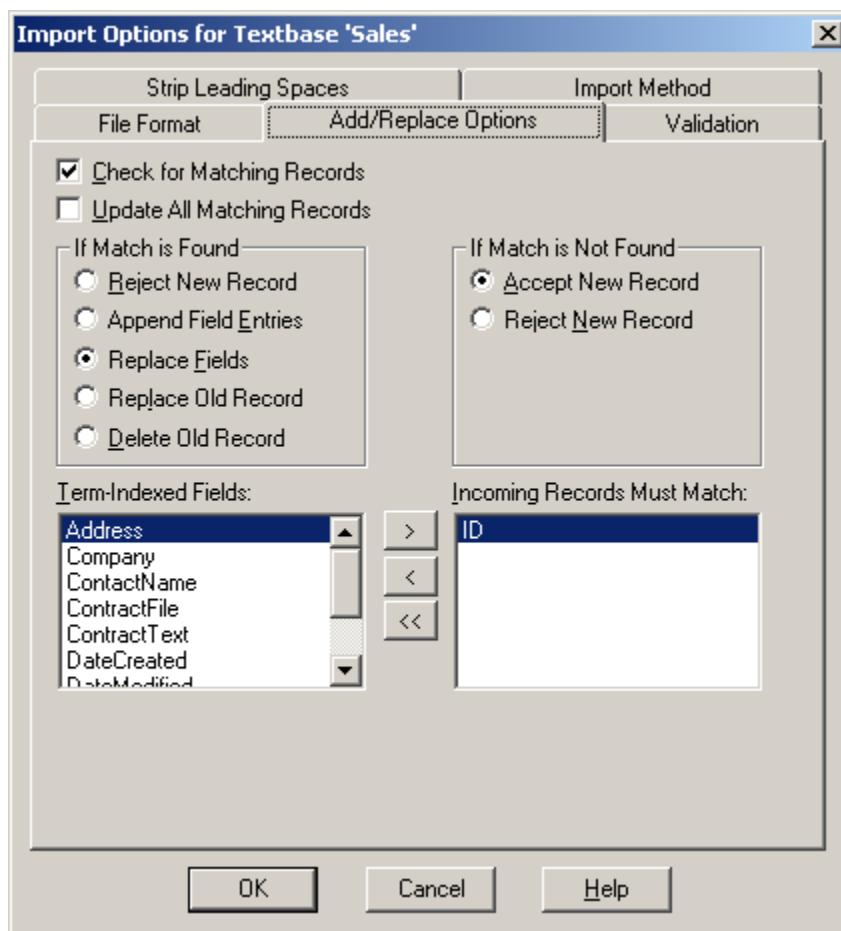 Import Options for Textbase 'Sales'
Strip Leading Spaces
Import Method
File Format
Add/Replace Options
Validation
Check for Matching Records
Update All Matching Records
If Match is Found
Reject New Record
Append Field Entries
Replace Fields
Replace Old Record
Delete Old Record
If Match is Not Found
Accept New Record
Reject New Record
Term-Indexed Fields:
Address
Company
ContactName
ContractFile
ContractText
DateCreated
DateModified
>
<
<<
Incoming Records Must Match:
ID
OK
Cancel
Help